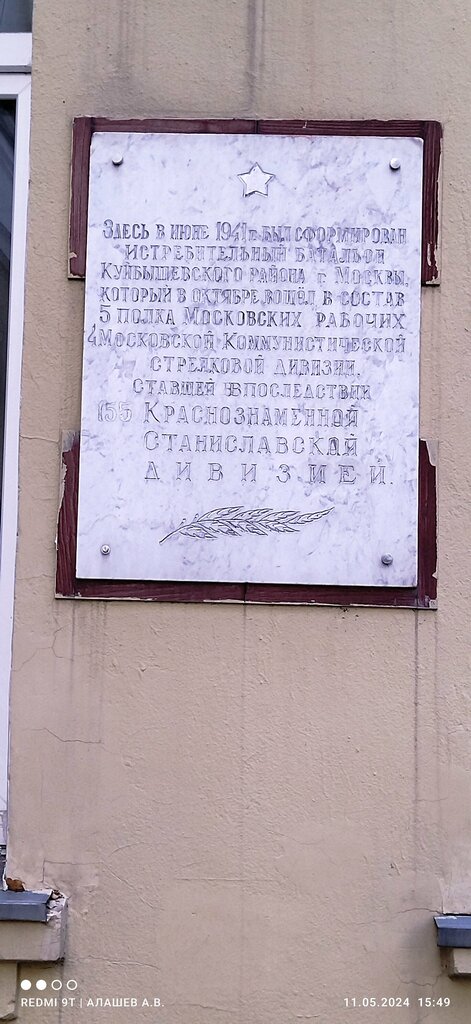 Здесь в июне 1941 г. был сформирован
истребительный батальон
Куйбышевского района г. Москвы,
который в октябре вошёл в состав
5 полка Московских рабочих
4 Московской Коммунистической
стрелковой дивизии,
ставшей впоследствии
155 Краснознаменной
Станиславской
дивизией.
REDMI 9T | АЛАШЕВ А.В.
11.05.2024 15:49